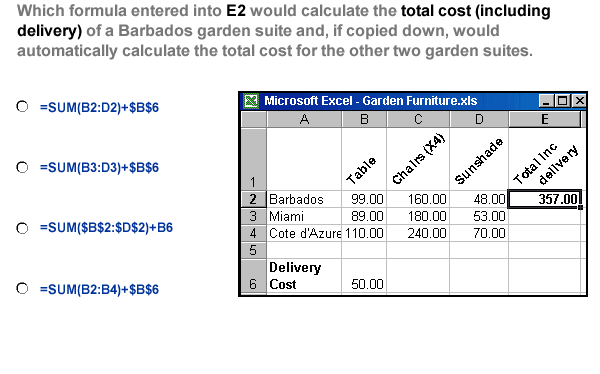 Which formula entered into E2 would calculate the total cost (including
delivery) of a Barbados garden suite and, if copied down, would
automatically calculate the total cost for the other two garden suites.
=SUM(B2:D2)+$B$6
=SUM(B3:D3)+$B$6
=SUM($B$2:$D$2)+B6
=SUM(B2:B4)+$B$6
Microsoft Excel - Garden Furniture.xls
A B C D E
1 Table Chairs (X4) Sunshade Total Inc delivery
2 Barbados 99.00 160.00 48.00 357.00
3 Miami 89.00 180.00 53.00
4 Cote d'Azure 110.00 240.00 70.00
5
Delivery
6 Cost 50.00